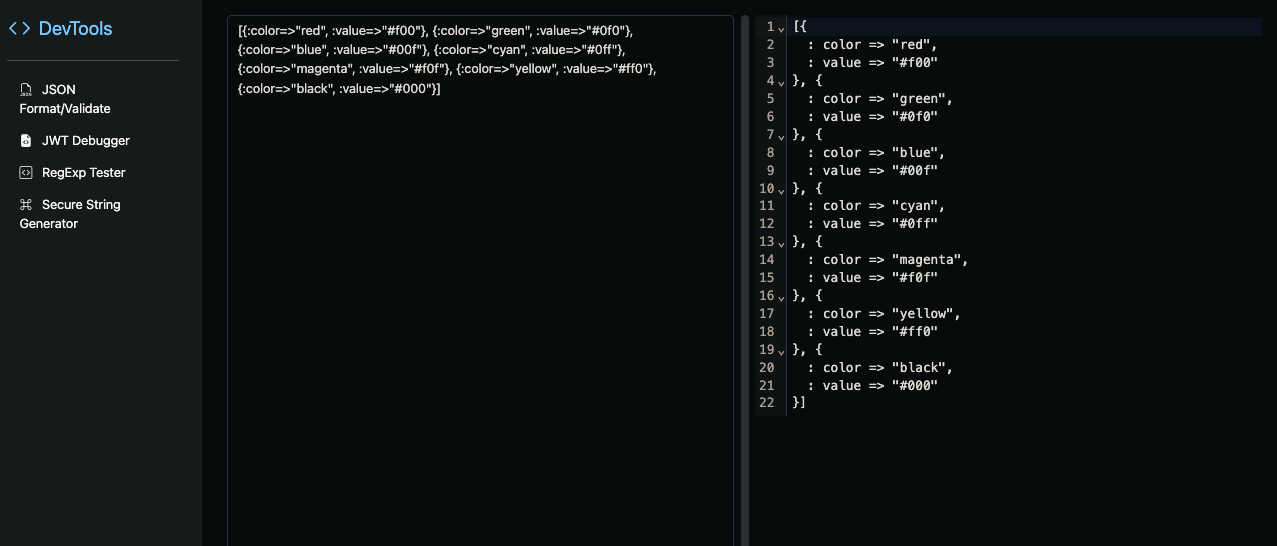 DevTools
JSON
Format/Validate
JWT Debugger
RegExp Tester
Secure String
Generator
[{:color=>"red", :value=>"#f00"}, {:color=>"green", :value=>"#0f0"},
{:color=>"blue", :value=>"#00f"}, {:color=>"cyan", :value=>"#0ff"},
{:color=>"magenta", :value=>"#f0f"}, {:color=>"yellow", :value=>"#ff0"},
{:color=>"black", :value=>"#000"}]
1 [{
2 : color => "red",
3 : value => "#f00"
4 }, {
5 : color => "green",
6 : value => "#0f0"
7 }, {
8 : color => "blue",
9 : value => "#00f"
10 }, {
11 : color => "cyan",
12 : value => "#0ff"
13 }, {
14 : color => "magenta",
15 : value => "#f0f"
16 }, {
17 : color => "yellow",
18 : value => "#ff0"
19 }, {
20 : color => "black",
21 : value => "#000"
22 }]